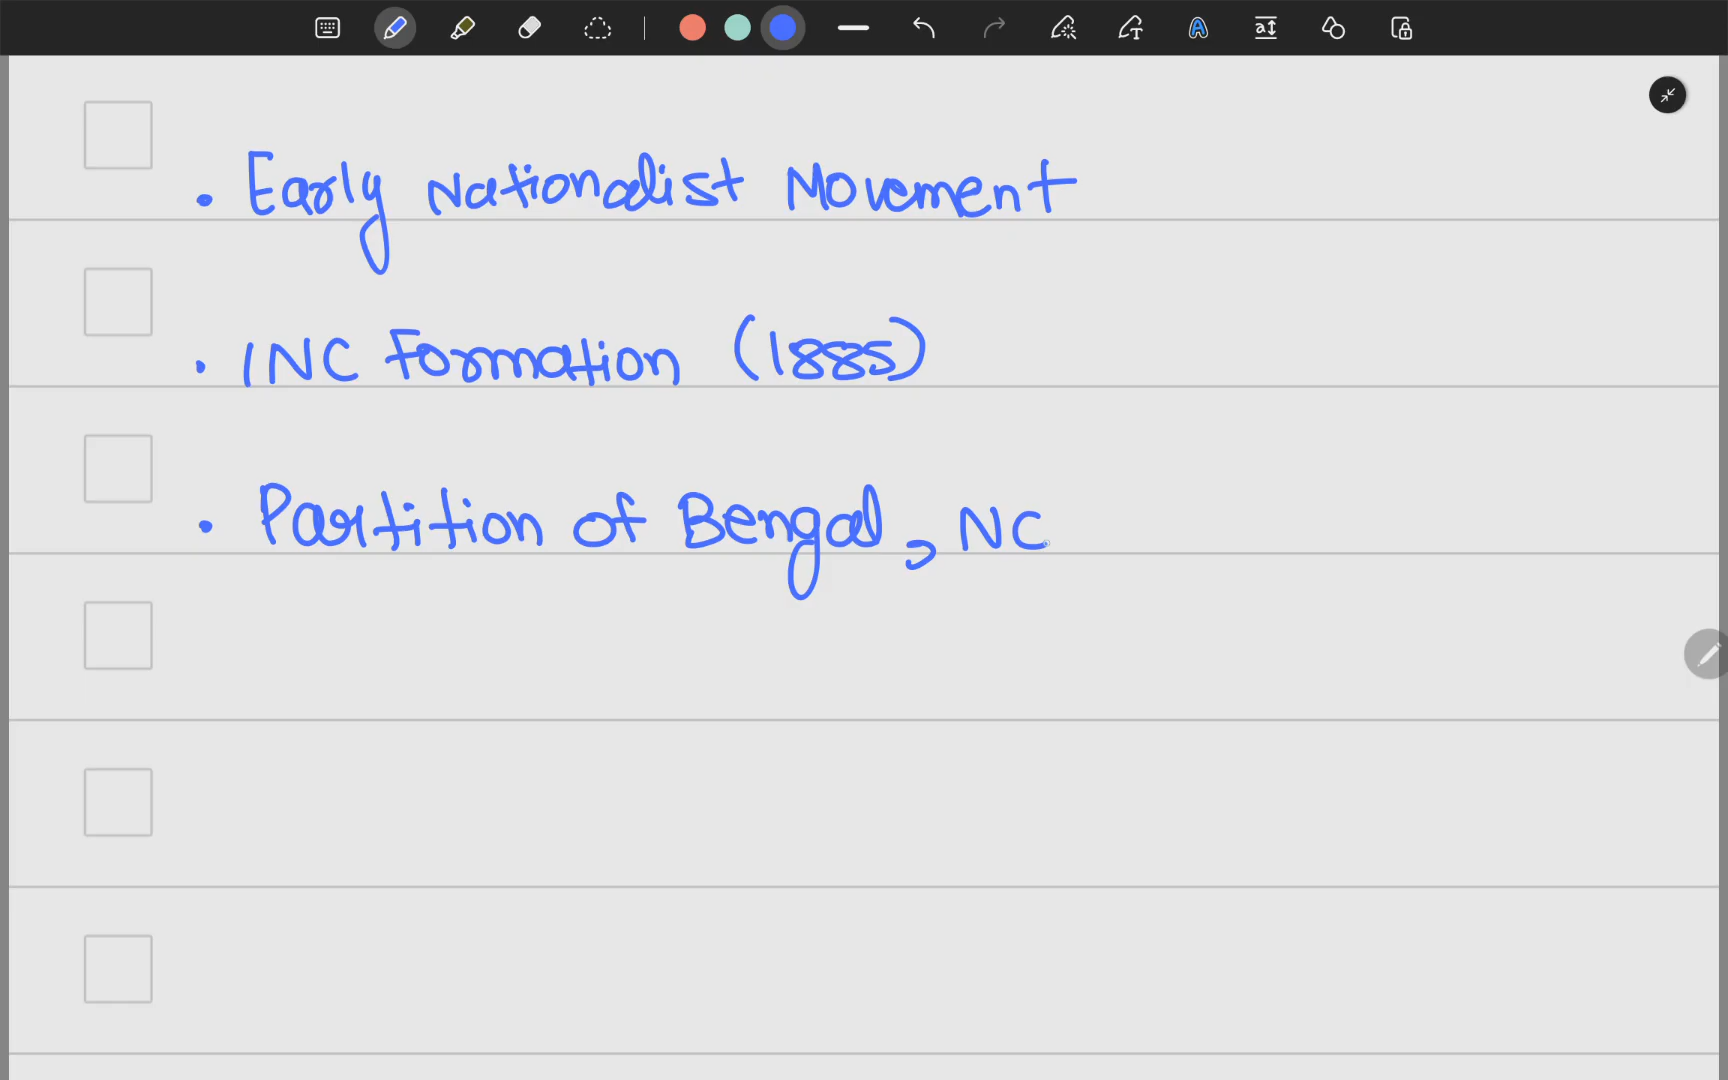 . Early Nationalist Movement
. INC Formation (1885)
. Partition of Bengal, NC